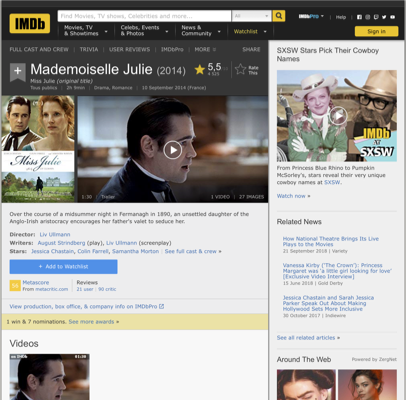 IMDb
Find Movies, TV shows, Celebrities and more...
All
IMDbPro
Help
Movies, TV
& Showtimes
Celebs, Events
& Photos
News &
Community
Watchlist
Sign in
FULL CAST AND CREW | TRIVIA | USER REVIEWS | IMDbPro | MORE
SHARE
Mademoiselle Julie (2014)
5,5
Rate
This
Miss Julie (original title)
Tous publics | 2h 9min | Drama, Romance | 10 September 2014 (France)
Miss Julie
1:30 | Trailer
1 VIDEO | 27 IMAGES
Over the course of a midsummer night in Fermanagh in 1890, an unsettled daughter of the
Anglo-Irish aristocracy encourages her father's valet to seduce her.
Director: Liv Ullmann
Writers: August Strindberg (play), Liv Ullmann (screenplay)
Stars: Jessica Chastain, Colin Farrell, Samantha Morton | See full cast & crew »
+ Add to Watchlist
Metascore
From metacritic.com
Reviews
21 user | 90 critic
View production, box office, & company info on IMDbPro
1 win & 7 nominations. See more awards »
Videos
SXSW Stars Pick Their Cowboy
Names
IMDb
AT
SXSW
From Princess Blue Rhino to Pumpkin
McSorley's, stars reveal their very unique
cowboy names at SXSW.
Watch now »
Related News
How National Theatre Brings Its Live
Plays to the Movies
21 September 2018 | Variety
Vanessa Kirby ('The Crown'): Princess
Margaret was 'a little girl looking for love'
[Exclusive Video Interview]
15 June 2018 | Gold Derby
Jessica Chastain and Sarah Jessica
Parker Speak Out About Making
Hollywood Sets More Inclusive
30 October 2017 | Indiewire
See all related articles »
Around The Web
Powered by ZergNet